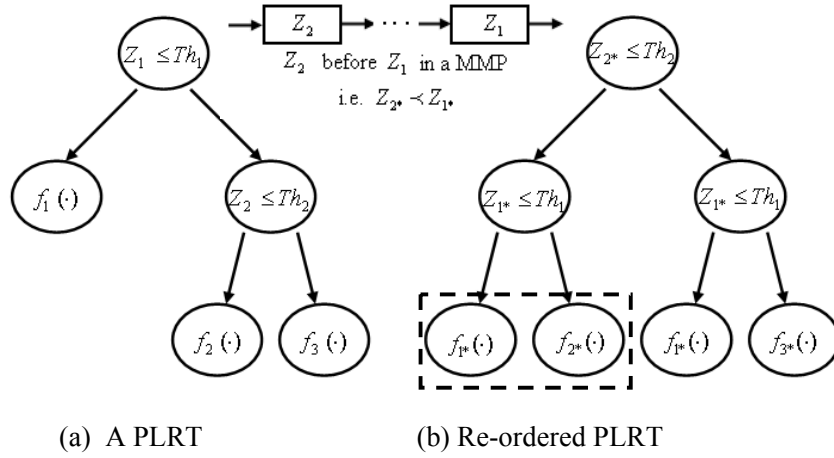 Z₂ ··· Z₁
Z₂ before Z₁ in a MMP
i.e. Z₂* ≺ Z₁*
Z₁ ≤Th₁
f₁ (·)
Z₂ ≤Th₂
f₂ (·)
f₃ (·)
Z₂* ≤Th₂
Z₁* ≤Th₁
Z₁* ≤Th₁
f₁*(·)
f₂*(·)
f₁*(·)
f₃*(·)
(a) A PLRT
(b) Re-ordered PLRT